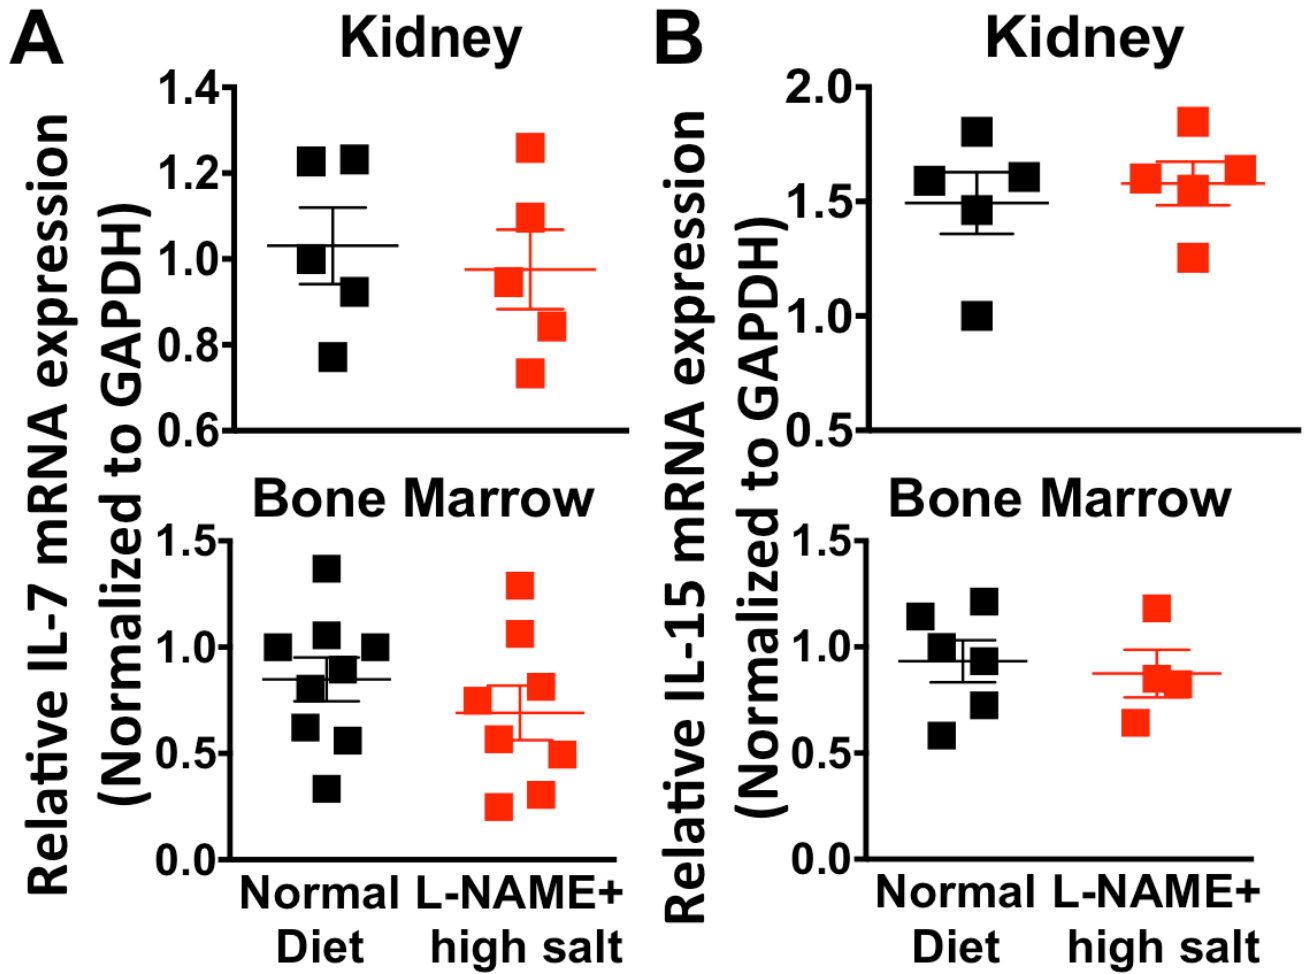 A
Kidney
Relative IL-7 mRNA expression
(Normalized to GAPDH)
1.4
1.2
1.0
0.8
0.6
Bone Marrow
1.5
1.0
0.5
0.0
Normal Diet
L-NAME+ high salt
B
Kidney
Relative IL-15 mRNA expression
(Normalized to GAPDH)
2.0
1.5
1.0
0.5
Bone Marrow
1.5
1.0
0.5
0.0
Normal
Diet
L-NAME+
high salt